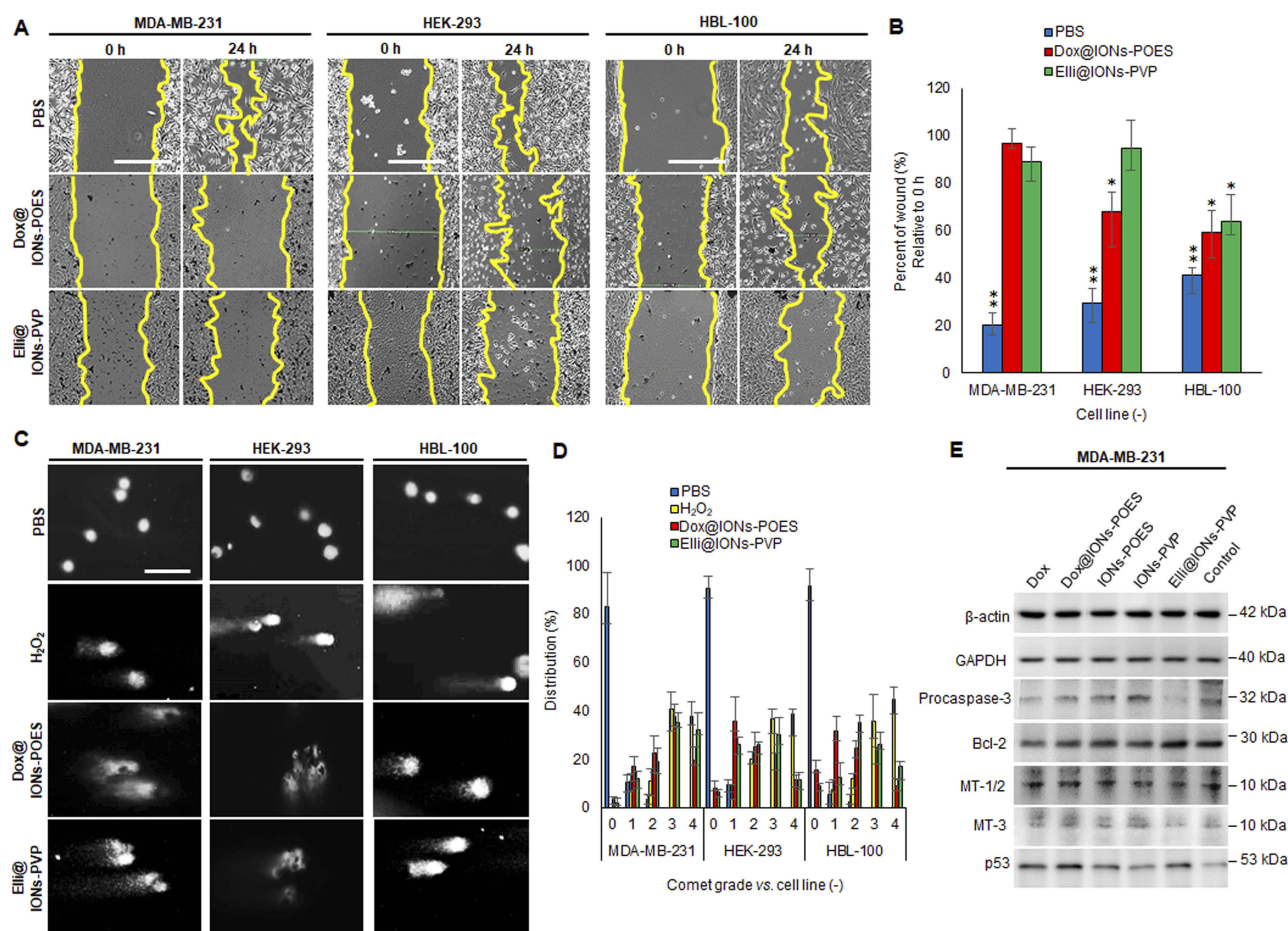 A
MDA-MB-231
HEK-293
HBL-100
0 h
24 h
0 h
24 h
0 h
24 h
PBS
Dox@
IONs-POES
Elli@
IONs-PVP
B
PBS
Dox@IONs-POES
Elli@IONs-PVP
Percent of wound (%)
Relative to 0 h
120
100
80
60
40
20
0
**
**
*
**
*
*
MDA-MB-231
HEK-293
HBL-100
Cell line (-)
C
MDA-MB-231
HEK-293
HBL-100
PBS
H₂O₂
Dox@
IONs-POES
Elli@
IONs-PVP
D
PBS
H₂O₂
Dox@IONs-POES
Elli@IONs-PVP
Distribution (%)
120
100
80
60
40
20
0
0 1 2 3 4 0 1 2 3 4 0 1 2 3 4
MDA-MB-231
HEK-293
HBL-100
Comet grade vs. cell line (-)
E
MDA-MB-231
Dox
Dox@IONs-POES
IONs-POES
IONs-PVP
Elli@IONs-PVP
Control
β-actin
42 kDa
GAPDH
40 kDa
Procaspase-3
32 kDa
Bcl-2
30 kDa
MT-1/2
10 kDa
MT-3
10 kDa
p53
53 kDa